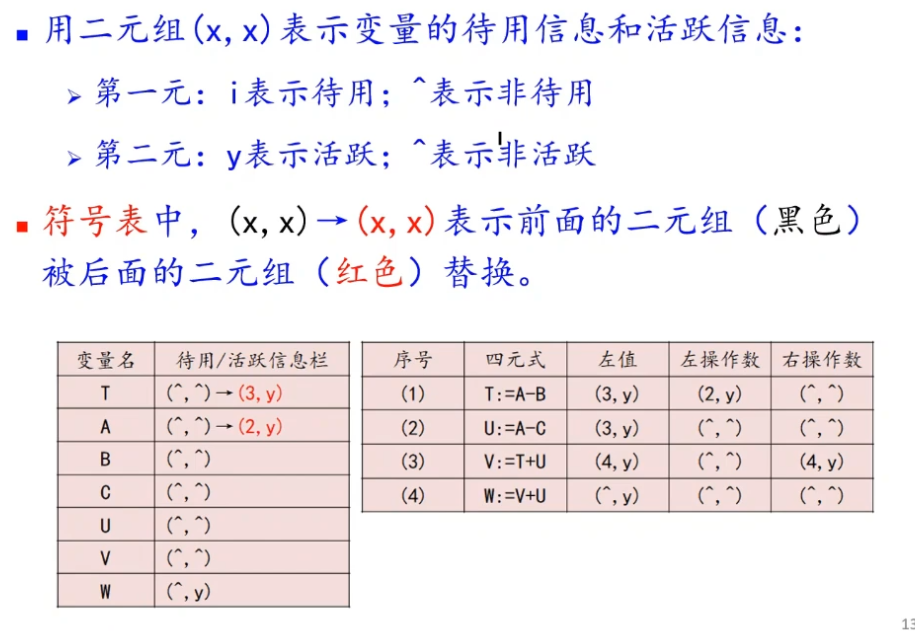 用二元组(x,x)表示变量的待用信息和活跃信息:
第一元: i表示待用; ^表示非待用
第二元: y表示活跃; ^表示非活跃
符号表中, (x,x)→(x,x)表示前面的二元组(黑色)
被后面的二元组(红色)替换。
变量名 待用/活跃信息栏
T (^,^)→(3,y)
A (^,^)→(2,y)
B (^,^)
C (^,^)
U (^,^)
V (^,^)
W (^,y)
序号 四元式 左值 左操作数 右操作数
(1) T:=A-B (3,y) (2,y) (^,^)
(2) U:=A-C (3,y) (^,^) (^,^)
(3) V:=T+U (4,y) (^,^) (4,y)
(4) W:=V+U (^,y) (^,^) (^,^)
13